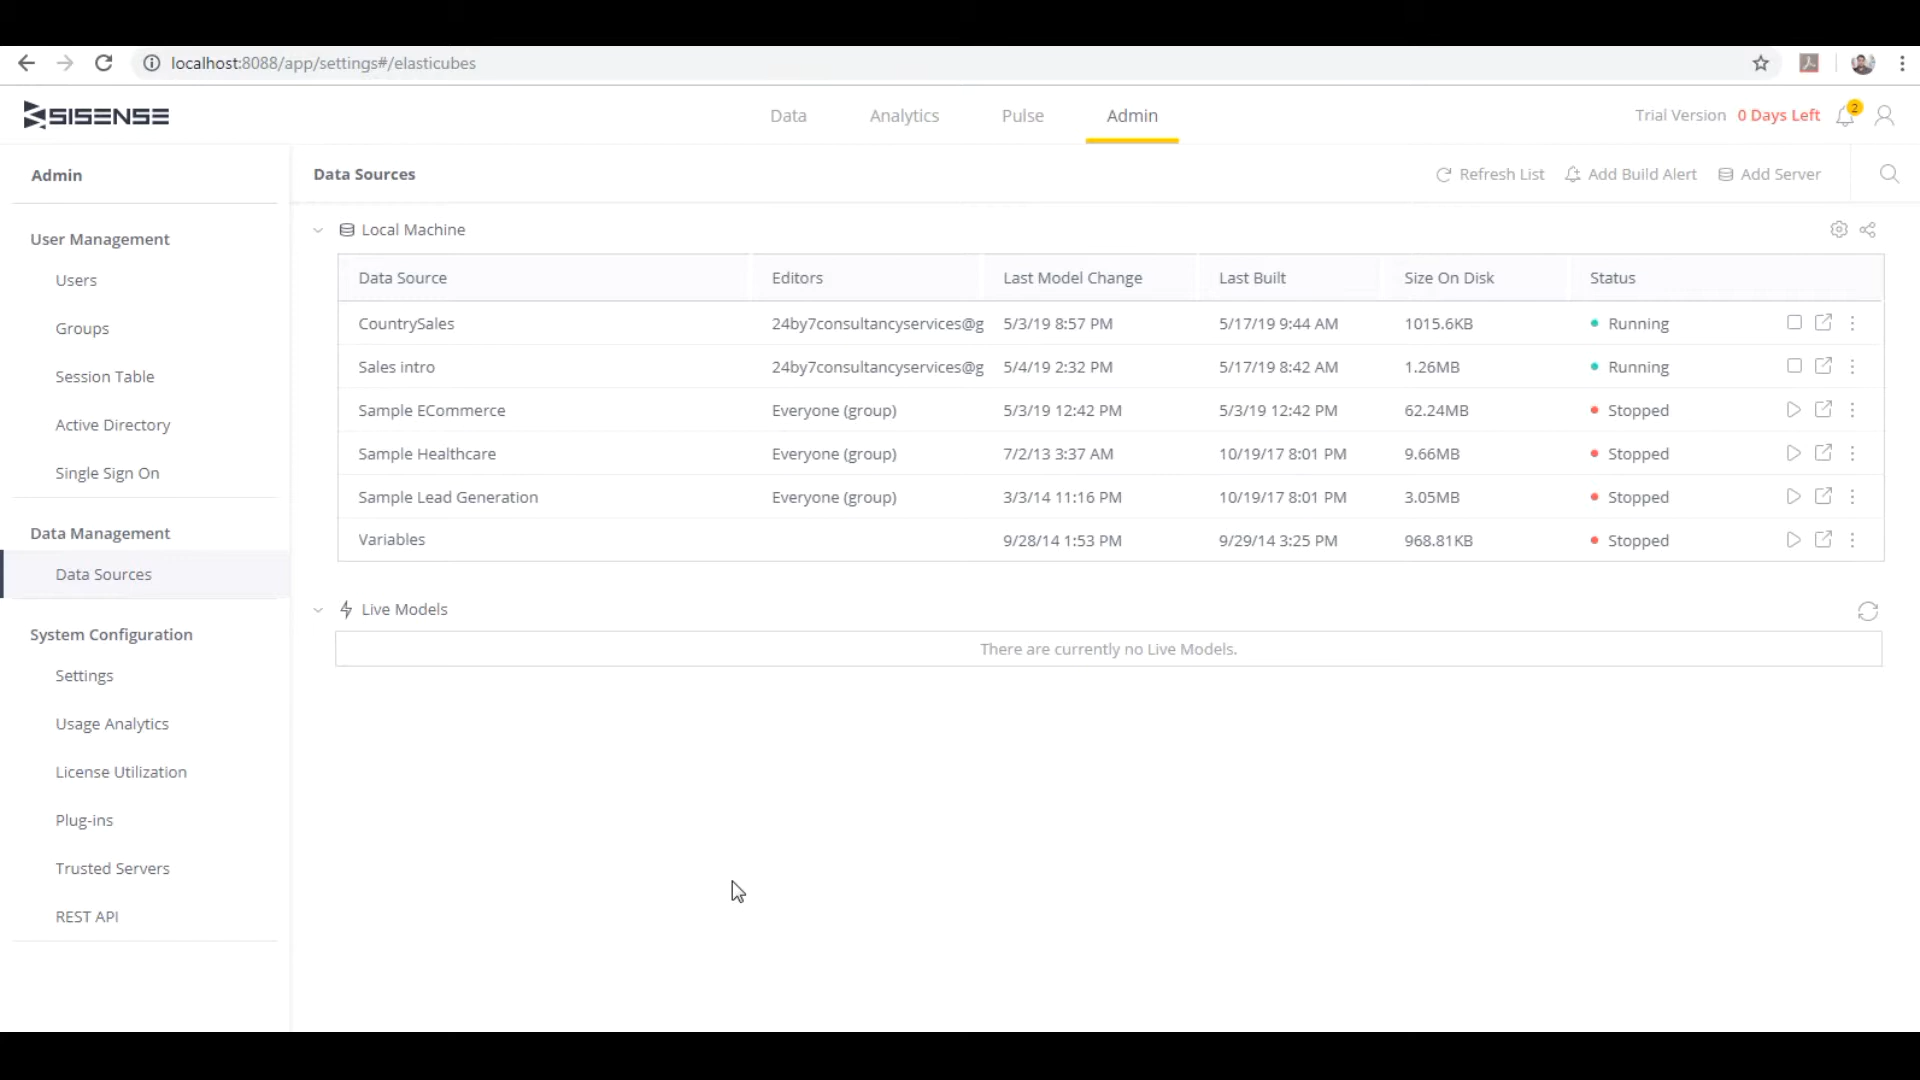 localhost:8088/app/settings#/elasticubes
SISENSE
Data Analytics Pulse Admin
Trial Version 0 Days Left 2
Admin
User Management
Users
Groups
Session Table
Active Directory
Single Sign On
Data Management
Data Sources
System Configuration
Settings
Usage Analytics
License Utilization
Plug-ins
Trusted Servers
REST API
Data Sources Refresh List Add Build Alert Add Server
Local Machine
Data Source Editors Last Model Change Last Built Size On Disk Status
CountrySales 24by7consultancyservices@g 5/3/19 8:57 PM 5/17/19 9:44 AM 1015.6KB Running
Sales intro 24by7consultancyservices@g 5/4/19 2:32 PM 5/17/19 8:42 AM 1.26MB Running
Sample ECommerce Everyone (group) 5/3/19 12:42 PM 5/3/19 12:42 PM 62.24MB Stopped
Sample Healthcare Everyone (group) 7/2/13 3:37 AM 10/19/17 8:01 PM 9.66MB Stopped
Sample Lead Generation Everyone (group) 3/3/14 11:16 PM 10/19/17 8:01 PM 3.05MB Stopped
Variables 9/28/14 1:53 PM 9/29/14 3:25 PM 968.81KB Stopped
Live Models
There are currently no Live Models.